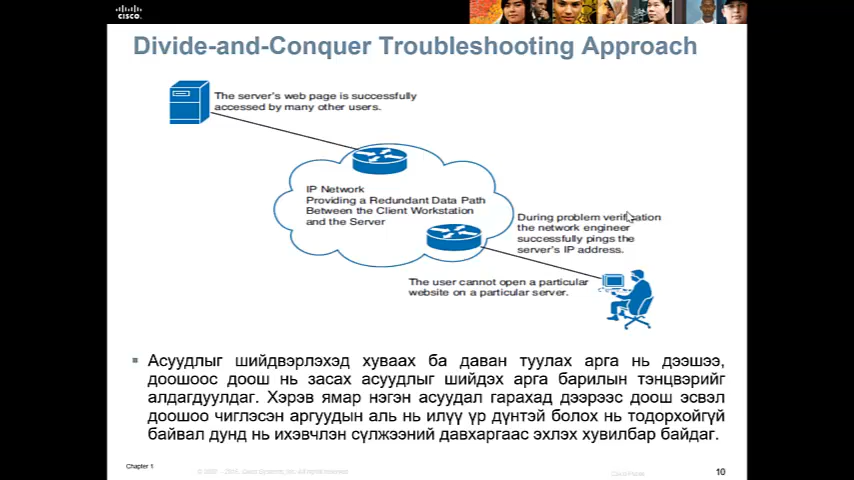 CISCO
Divide-and-Conquer Troubleshooting Approach
The server's web page is successfully
accessed by many other users.
IP Network
Providing a Redundant Data Path
Between the Client Workstation
and the Server
During problem verification
the network engineer
successfully pings the
server's IP address.
The user cannot open a particular
website on a particular server.
Асуудлыг шийдвэрлэхэд хуваах ба даван туулах арга нь дээшээ,
доошоос доош нь засах асуудлыг шийдэх арга барилын тэнцвэрийг
алдагдуулдаг. Хэрэв ямар нэгэн асуудал гарахад дээрээс доош эсвэл
доошоо чиглэсэн аргуудын аль нь илүү үр дүнтэй болох нь тодорхойгүй
байвал дунд нь ихэвчлэн сүлжээний давхаргаас эхлэх хувилбар байдаг.
Chapter 1
10